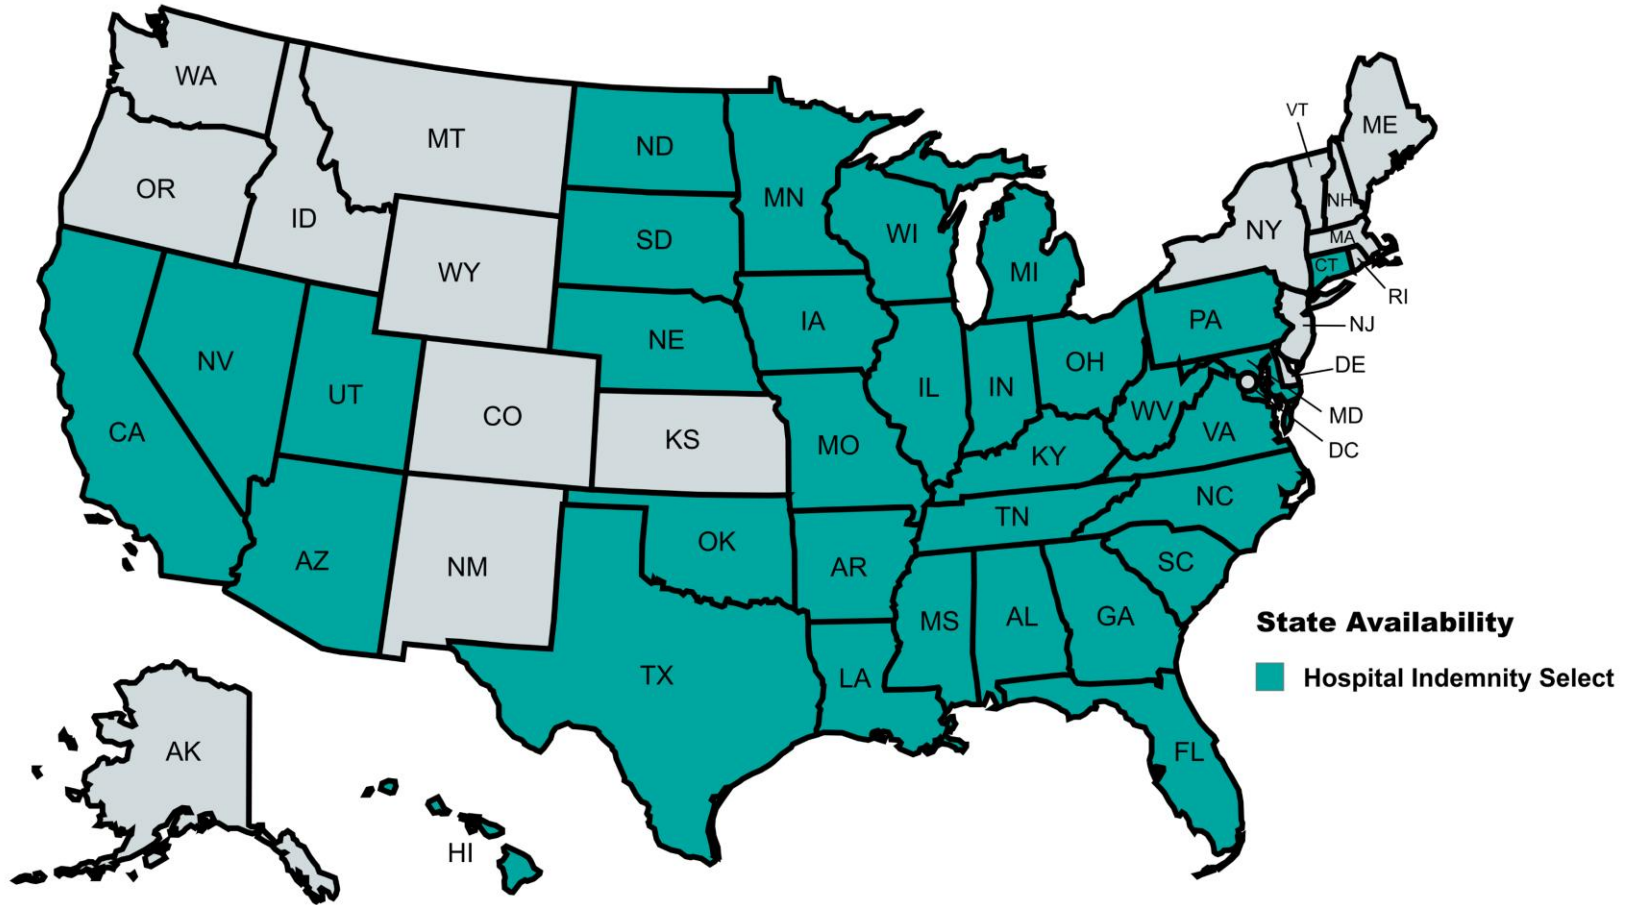 WA
MT
ND
MN
VT
ME
OR
ID
SD
WI
NH
NY
MA
WY
MI
CT
RI
IA
PA
NJ
NV
NE
OH
DE
UT
IL
IN
CO
WV
MD
CA
KS
MO
VA
DC
KY
NC
TN
AZ
NM
OK
AR
SC
MS
AL
GA
State Availability
TX
LA
Hospital Indemnity Select
AK
FL
HI